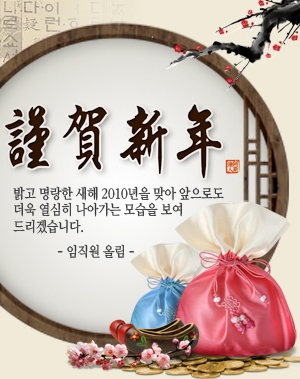 謹賀新年
밝고 명랑한 새해 2010년을 맞아 앞으로도
더욱 열심히 나아가는 모습을 보여
드리겠습니다.
- 임직원 올림 -